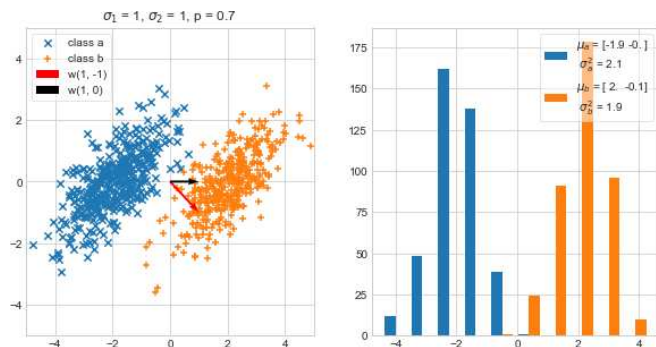 σ₁ = 1, σ₂ = 1, p = 0.7
class a
class b
w(1, -1)
w(1, 0)
4
2
0
−2
−4
−4
−2
0
2
4
μₐ = [-1.9 -0. ]
σₐ² = 2.1
μ_b = [ 2. -0.1]
σ_b² = 1.9
175
150
125
100
75
50
25
0
−4
−2
0
2
4